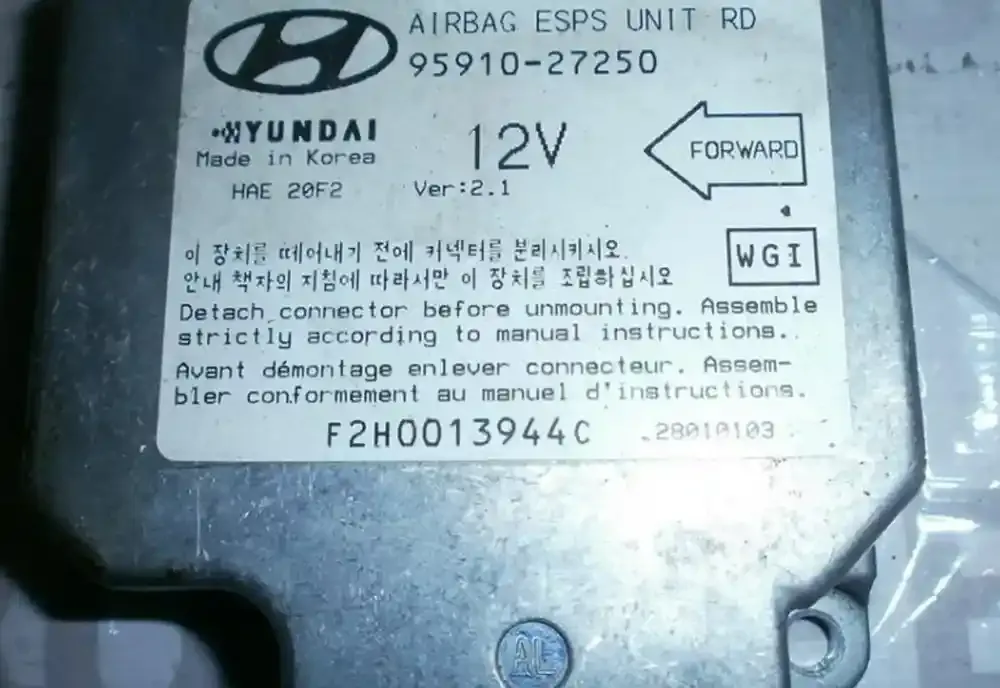 AIRBAG ESPS UNIT RD
95910-27250
HYUNDAI
Made in Korea
12V
FORWARD
HAE 20F2
Ver:2.1
이 장치를 떼어내기 전에 커넥터를 분리시키시오.
안내 책자의 지침에 따라서만 이 장치를 조립하십시오
WGI
Detach connector before unmounting. Assemble
strictly according to manual instructions.
Avant démontage enlever connecteur. Assem-
bler conformement au manuel d'instructions.
F2H0013944C
28010103
AL